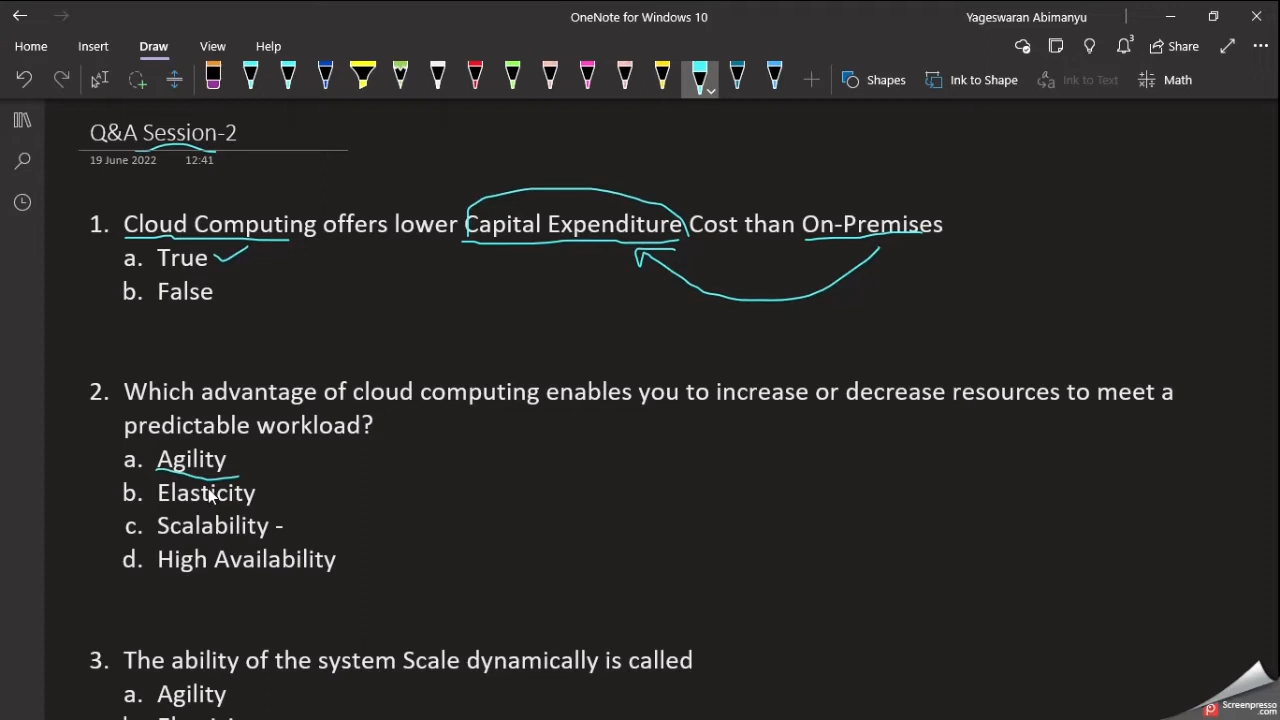 OneNote for Windows 10
Yageswaran Abimanyu
Home Insert Draw View Help
Share
Shapes Ink to Shape Ink to Text Math
Q&A Session-2
19 June 2022 12:41
1. Cloud Computing offers lower Capital Expenditure Cost than On-Premises
a. True
b. False
2. Which advantage of cloud computing enables you to increase or decrease resources to meet a
predictable workload?
a. Agility
b. Elasticity
c. Scalability -
d. High Availability
3. The ability of the system Scale dynamically is called
a. Agility
Screenpresso
.com